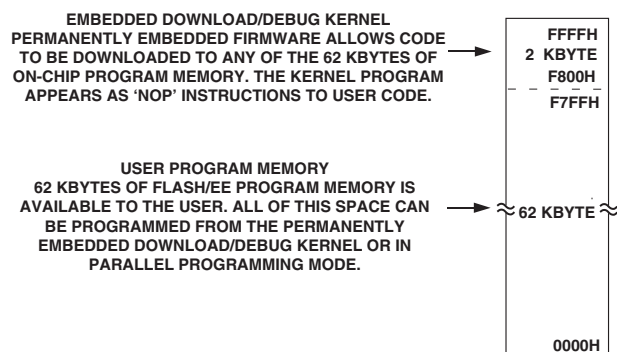 EMBEDDED DOWNLOAD/DEBUG KERNEL
PERMANENTLY EMBEDDED FIRMWARE ALLOWS CODE
TO BE DOWNLOADED TO ANY OF THE 62 KBYTES OF
ON-CHIP PROGRAM MEMORY. THE KERNEL PROGRAM
APPEARS AS ‘NOP’ INSTRUCTIONS TO USER CODE.
FFFFH
2 KBYTE
F800H
F7FFH
USER PROGRAM MEMORY
62 KBYTES OF FLASH/EE PROGRAM MEMORY IS
AVAILABLE TO THE USER. ALL OF THIS SPACE CAN
BE PROGRAMMED FROM THE PERMANENTLY
EMBEDDED DOWNLOAD/DEBUG KERNEL OR IN
PARALLEL PROGRAMMING MODE.
62 KBYTE
0000H